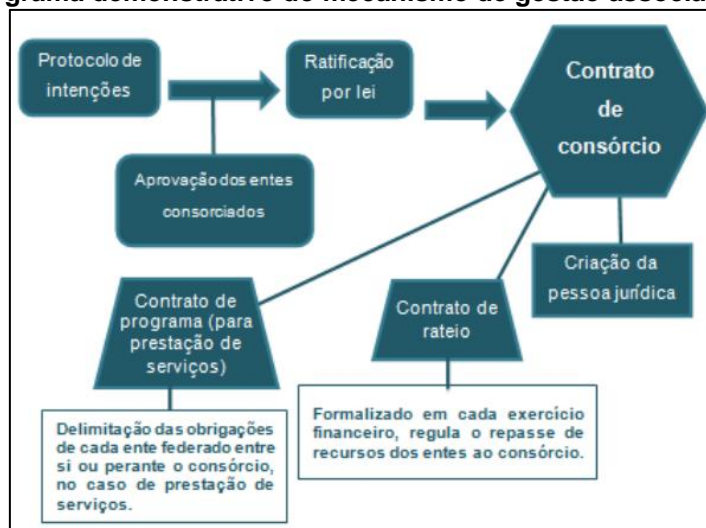 grama demonstrativo do mecanismo de gestão associa
Protocolo de
intenções
Ratificação
por lei
Contrato
de
consórcio
Aprovação dos entes
consorciados
Criação da
pessoa jurídica
Contrato de
programa (para
prestação de
serviços)
Contrato de
rateio
Delimitação das obrigações
de cada ente federado entre
si ou perante o consórcio,
no caso de prestação de
serviços.
Formalizado em cada exercício
financeiro, regula o repasse de
recursos dos entes ao consórcio.